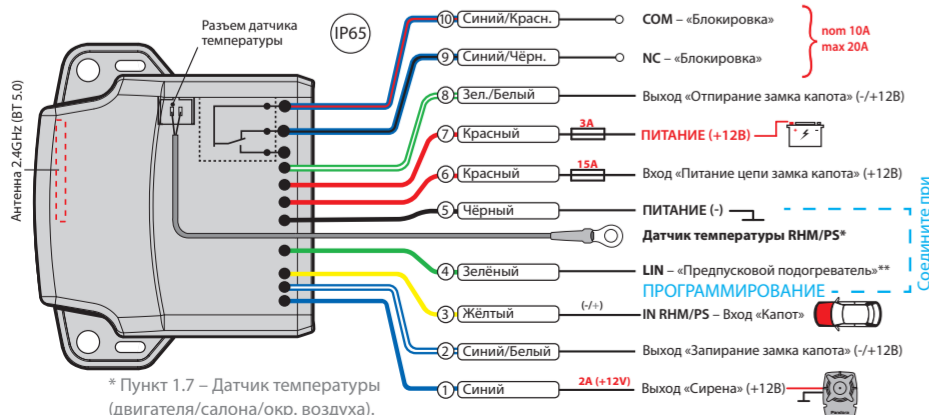 Разъем датчика
температуры
IP65
Антенна 2.4GHz (BT 5.0)
10 Синий/Красн. COM – «Блокировка»
nom 10A
max 20A
9 Синий/Чёрн. NC – «Блокировка»
8 Зел./Белый Выход «Отпирание замка капота» (-/+12В)
7 Красный 3A ПИТАНИЕ (+12В)
6 Красный 15A Вход «Питание цепи замка капота» (+12В)
5 Чёрный ПИТАНИЕ (-)
Датчик температуры RHM/PS*
4 Зелёный LIN – «Предпусковой подогреватель»**
ПРОГРАММИРОВАНИЕ
Соедините при
3 Жёлтый (-/+) IN RHM/PS – Вход «Капот»
2 Синий/Белый Выход «Запирание замка капота» (-/+12В)
1 Синий 2A (+12V) Выход «Сирена» (+12В)
* Пункт 1.7 – Датчик температуры
(двигателя/салона/окр. воздуха).